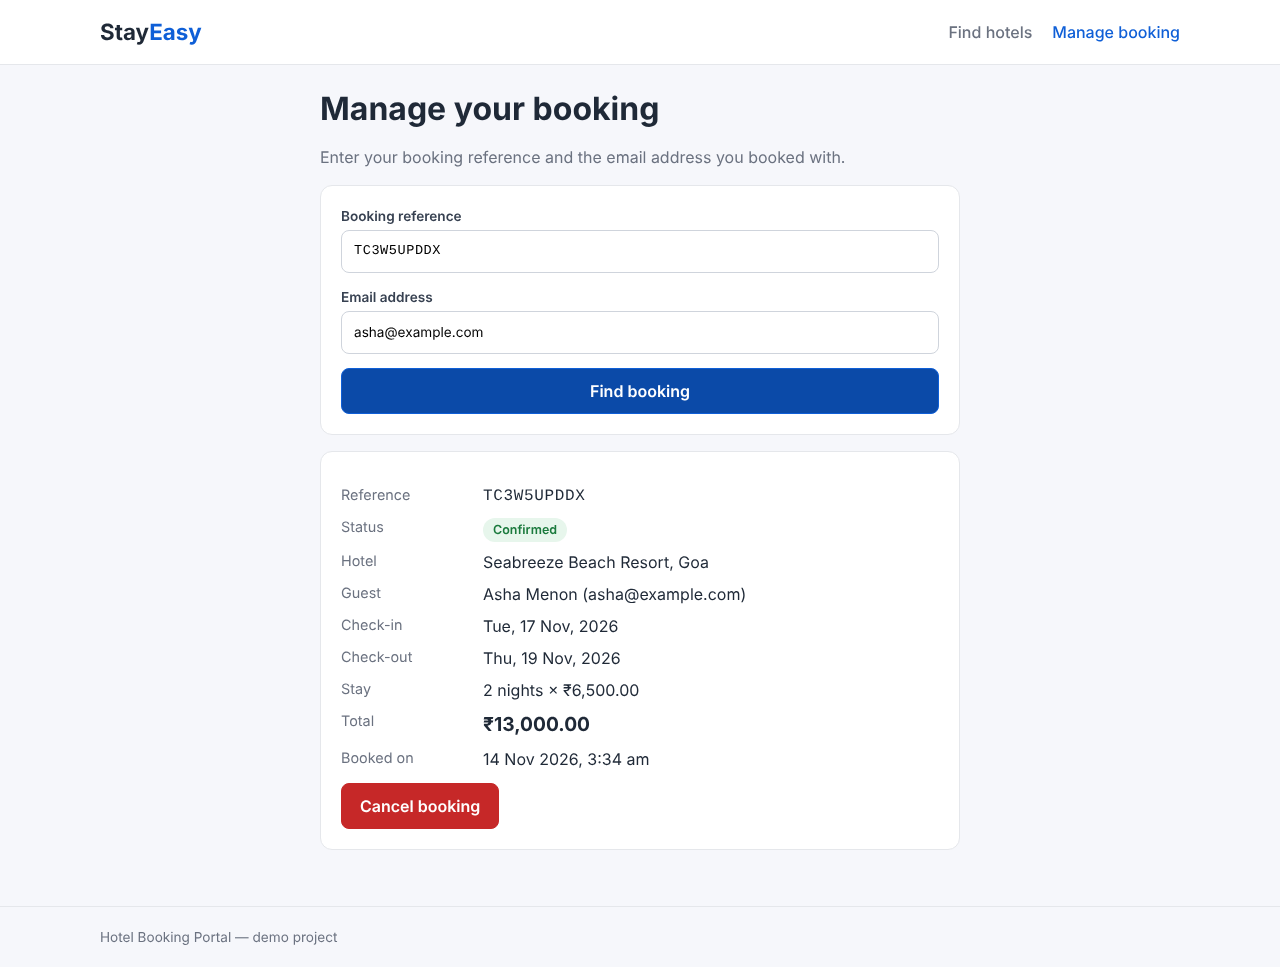 StayEasy
Find hotels
Manage booking
Manage your booking
Enter your booking reference and the email address you booked with.
Booking reference
TC3W5UPDDX
Email address
asha@example.com
Find booking
Reference TC3W5UPDDX
Status Confirmed
Hotel Seabreeze Beach Resort, Goa
Guest Asha Menon (asha@example.com)
Check-in Tue, 17 Nov, 2026
Check-out Thu, 19 Nov, 2026
Stay 2 nights × ₹6,500.00
Total ₹13,000.00
Booked on 14 Nov 2026, 3:34 am
Cancel booking
Hotel Booking Portal — demo project